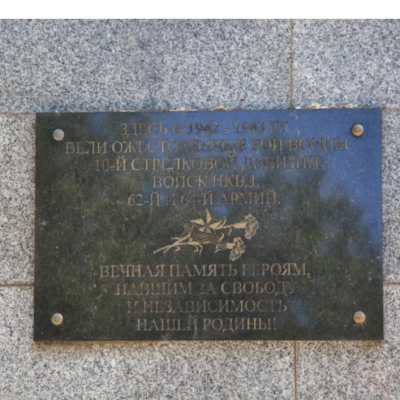 ЗДЕСЬ В 1942 - 1943 ГГ
ВЕЛИ ОЖЕСТОЧЕННЫЕ БОИ ВОИНЫ
10-Й СТРЕЛКОВОЙ ДИВИЗИИ
ВОЙСК НКВД,
62-Й И 64-Й АРМИЙ.
ВЕЧНАЯ ПАМЯТЬ ГЕРОЯМ,
ПАВШИМ ЗА СВОБОДУ
И НЕЗАВИСИМОСТЬ
НАШЕЙ РОДИНЫ!